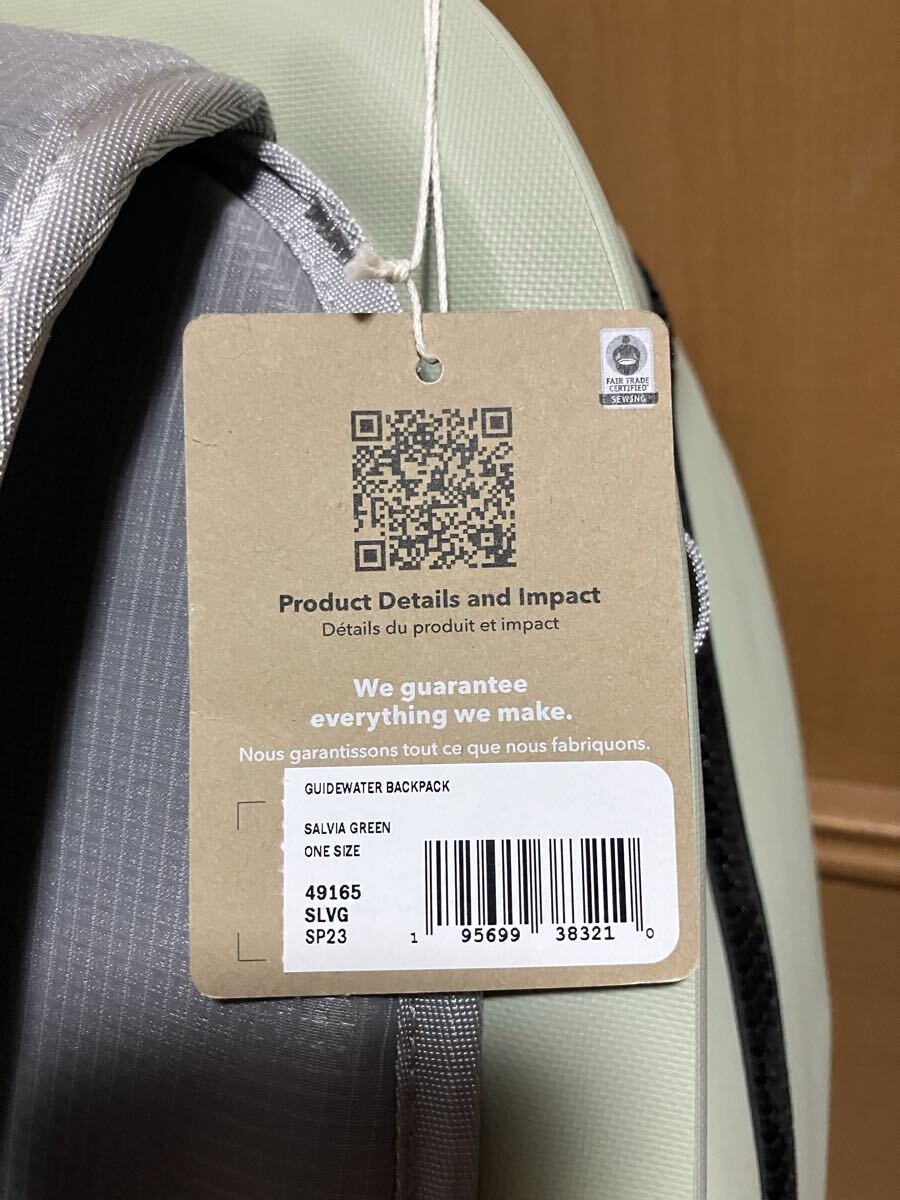 FAIR TRADE
CERTIFIED
SEWING
Product Details and Impact
Détails du produit et impact
We guarantee
everything we make.
Nous garantissons tout ce que nous fabriquons.
GUIDEWATER BACKPACK
SALVIA GREEN
ONE SIZE
49165
SLVG
SP23
1 95699 38321 0